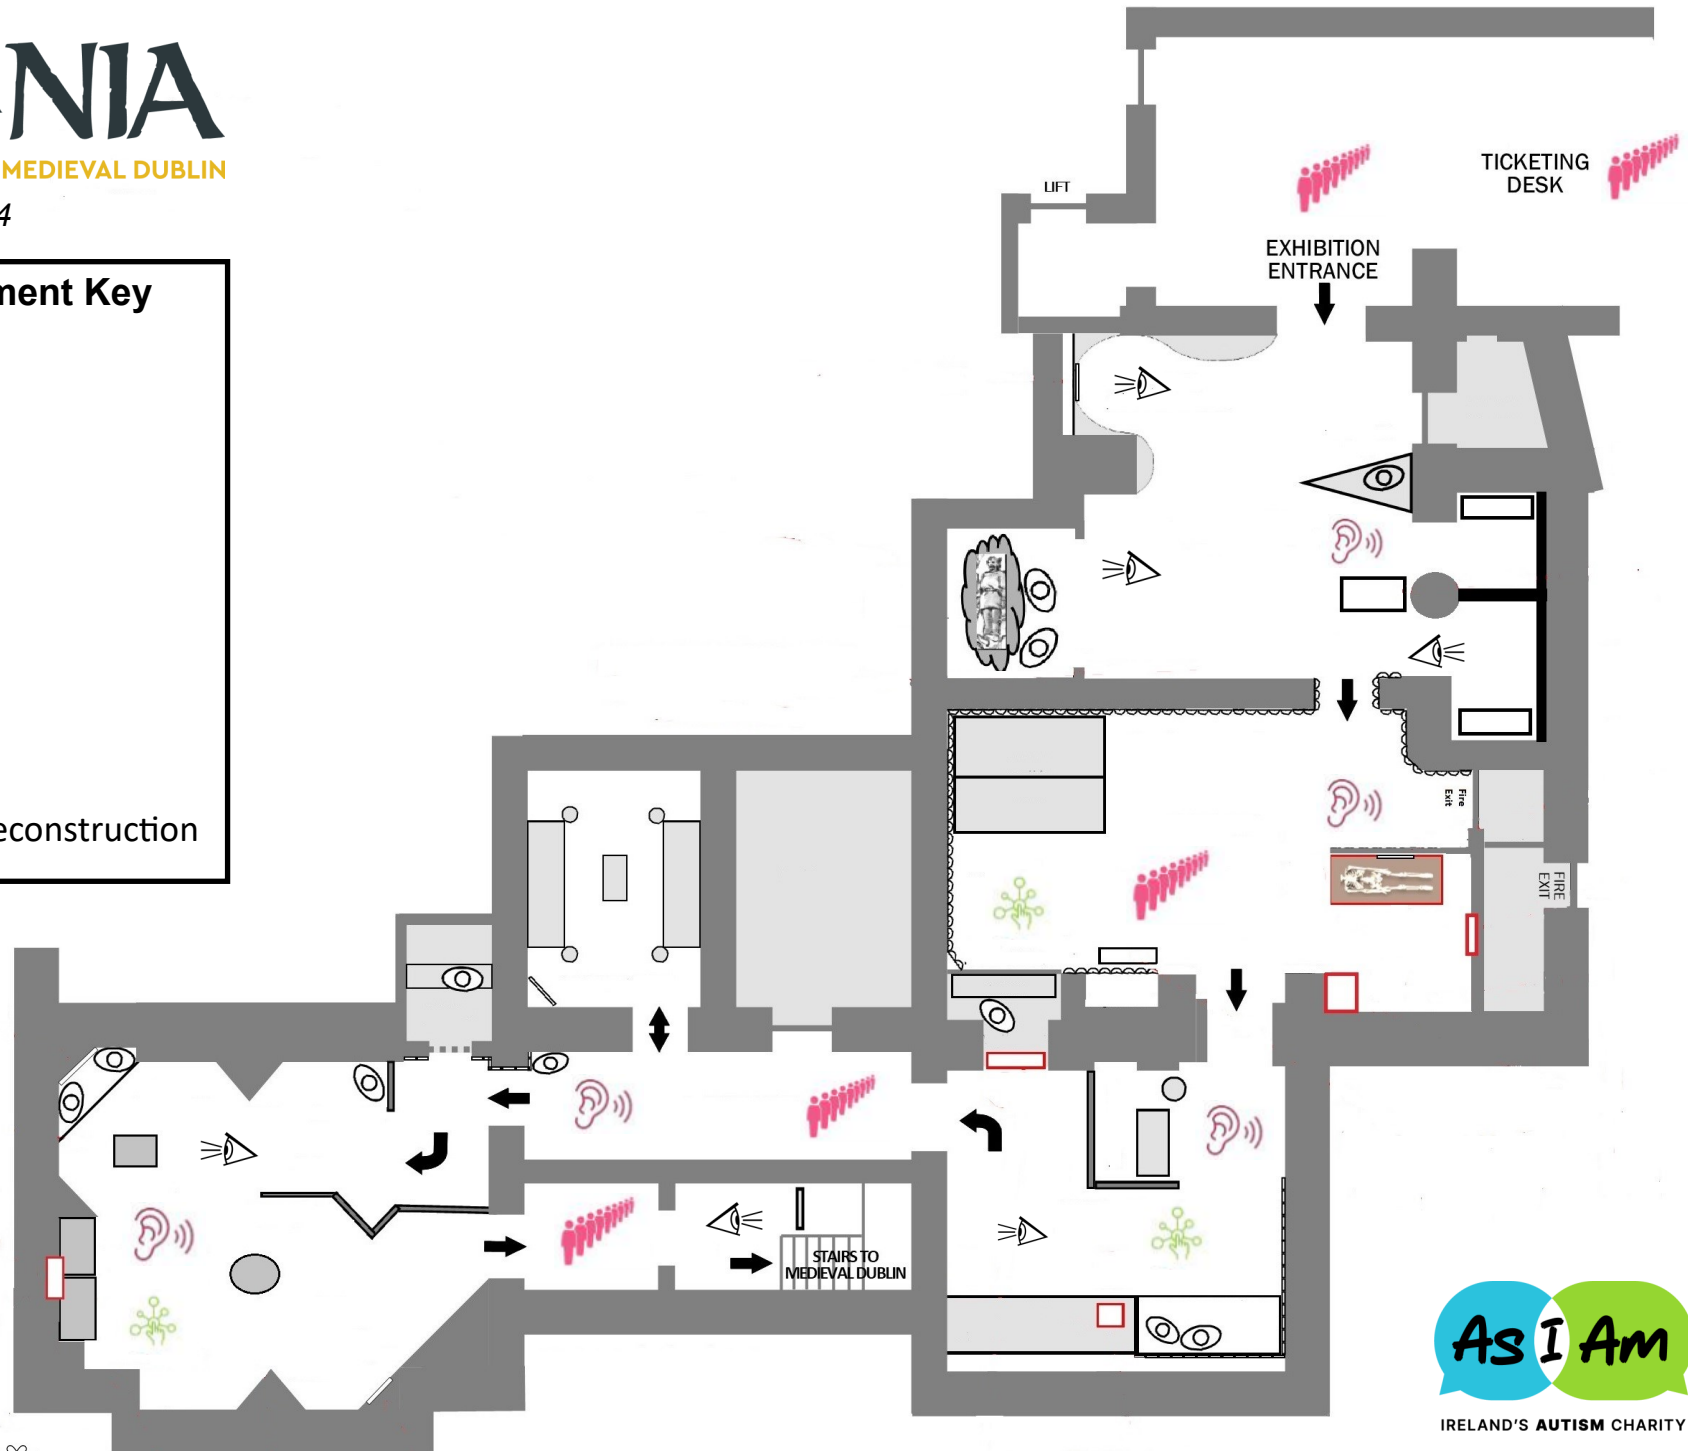 NIA
MEDIEVAL DUBLIN
4
ment Key
econstruction
LIFT
TICKETING
DESK
EXHIBITION
ENTRANCE
Fire
Exit
FIRE
EXIT
STAIRS TO
MEDIEVAL DUBLIN
As I Am
IRELAND'S AUTISM CHARITY